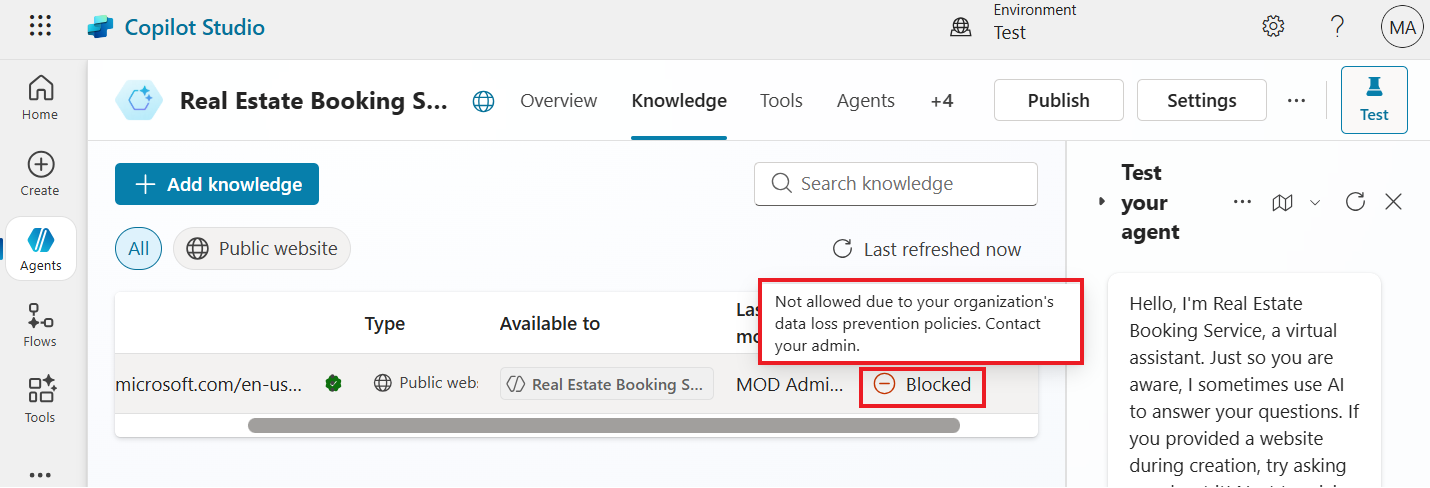 Copilot Studio
Environment
Test
MA
Home
Create
Agents
Flows
Tools
Real Estate Booking S...
Overview
Knowledge
Tools
Agents
+4
Publish
Settings
Test
Add knowledge
Search knowledge
All
Public website
Last refreshed now
Not allowed due to your organization's
data loss prevention policies. Contact
your admin.
Type
Available to
microsoft.com/en-us...
Public web
Real Estate Booking S...
MOD Admi...
Blocked
Test
your
agent
Hello, I'm Real Estate
Booking Service, a virtual
assistant. Just so you are
aware, I sometimes use AI
to answer your questions. If
you provided a website
during creation, try asking